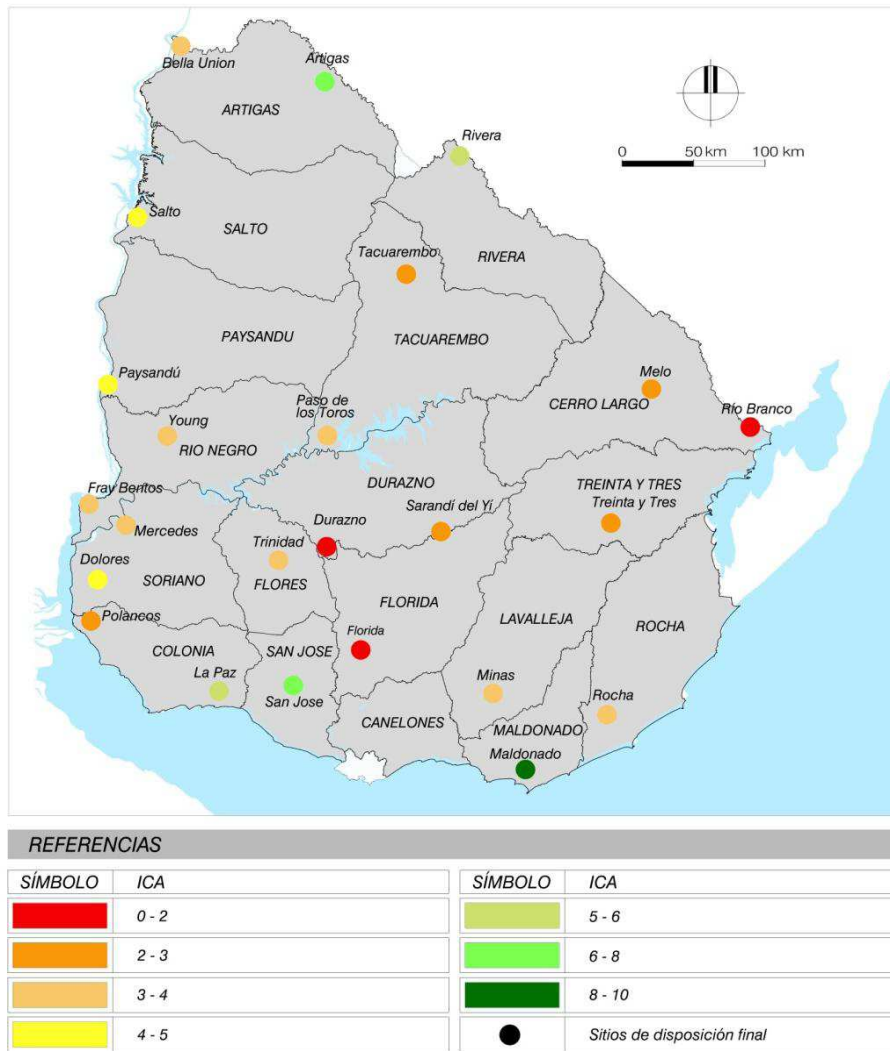 Bella Union
Artigas
ARTIGAS
Rivera
0 50 km 100 km
Salto
SALTO
Tacuarembo
RIVERA
PAYSANDU
TACUAREMBO
Paysandú
Melo
CERRO LARGO
Río Branco
Young
Paso de
los Toros
RIO NEGRO
DURAZNO
TREINTA Y TRES
Treinta y Tres
Fray Bentos
Sarandí del Yí
Mercedes
Durazno
Trinidad
Dolores
SORIANO
FLORES
FLORIDA
LAVALLEJA
ROCHA
Polancos
COLONIA
SAN JOSE
Florida
La Paz
San Jose
Minas
Rocha
CANELONES
MALDONADO
Maldonado
REFERENCIAS
SÍMBOLO ICA SÍMBOLO ICA
0 - 2 5 - 6
2 - 3 6 - 8
3 - 4 8 - 10
4 - 5 Sitios de disposición final